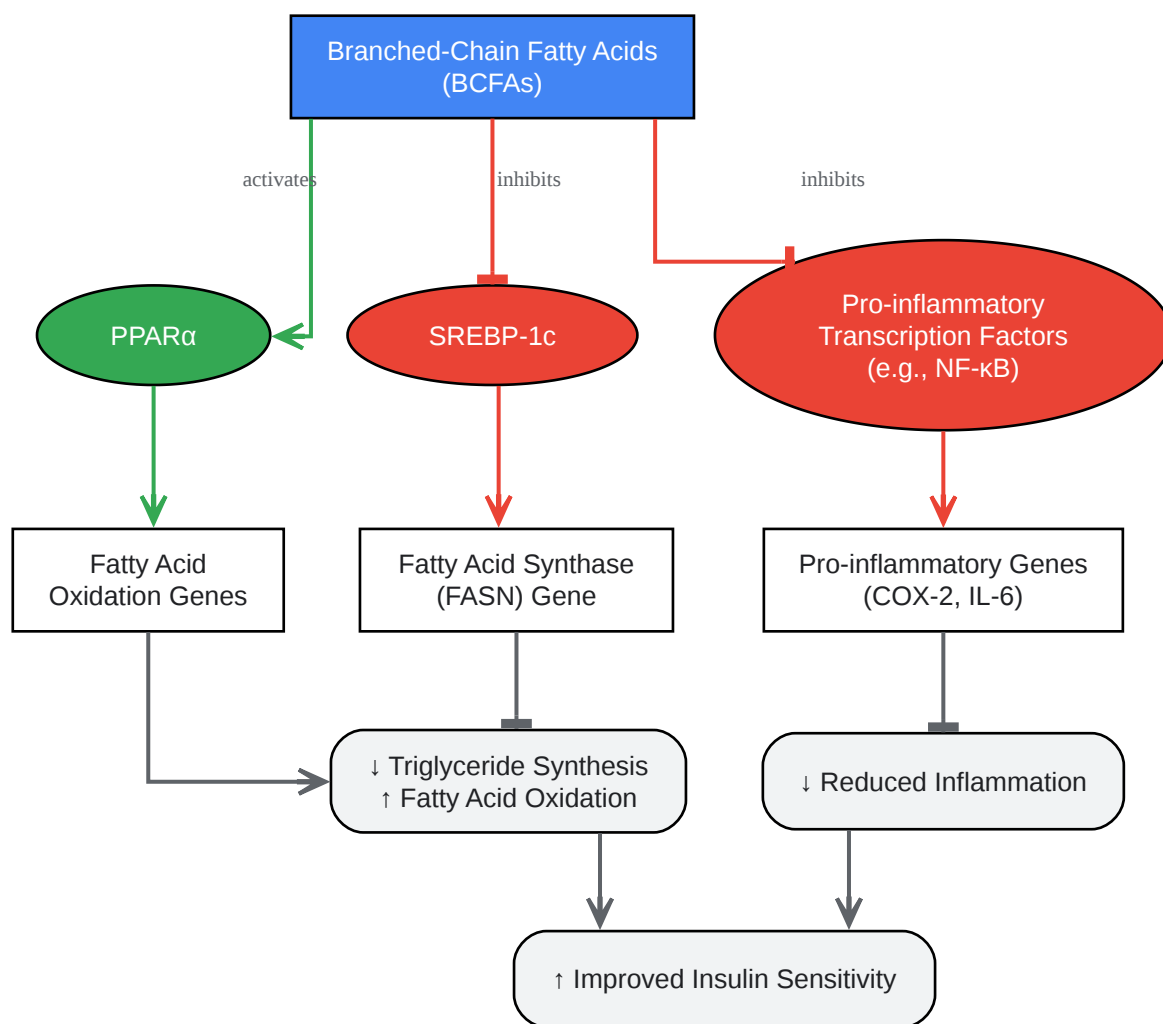 Branched-Chain Fatty Acids
(BCFAs)
activates
inhibits
inhibits
PPARα
SREBP-1c
Pro-inflammatory
Transcription Factors
(e.g., NF-κB)
Fatty Acid
Oxidation Genes
Fatty Acid Synthase
(FASN) Gene
Pro-inflammatory Genes
(COX-2, IL-6)
↓ Triglyceride Synthesis
↑ Fatty Acid Oxidation
↓ Reduced Inflammation
↑ Improved Insulin Sensitivity